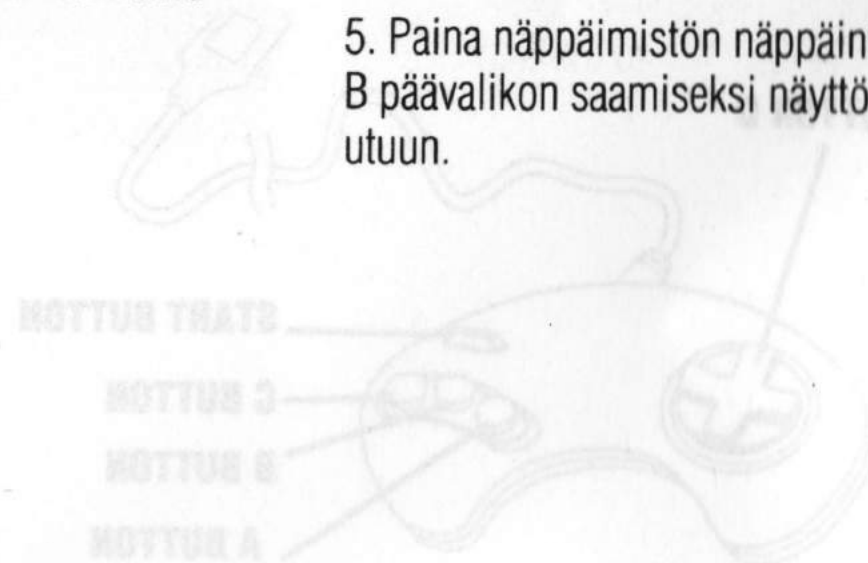 5. Paina näppäimistön näppäin
B päävalikon saamiseksi näyttö
utuun.
START BUTTON
C BUTTON
B BUTTON
A BUTTON